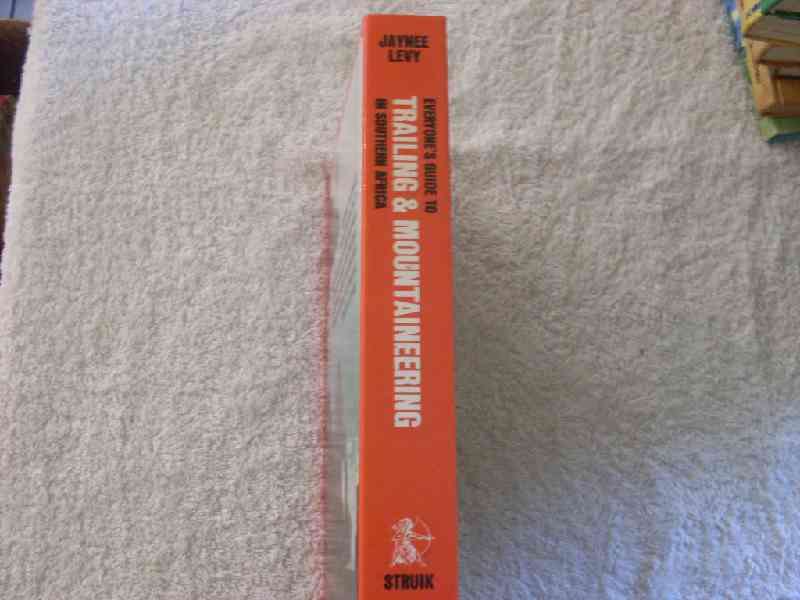 JAYNEE
LEVY
EVERYONE'S GUIDE TO
TRAILING & MOUNTAINEERING
IN SOUTHERN AFRICA
STRUIK